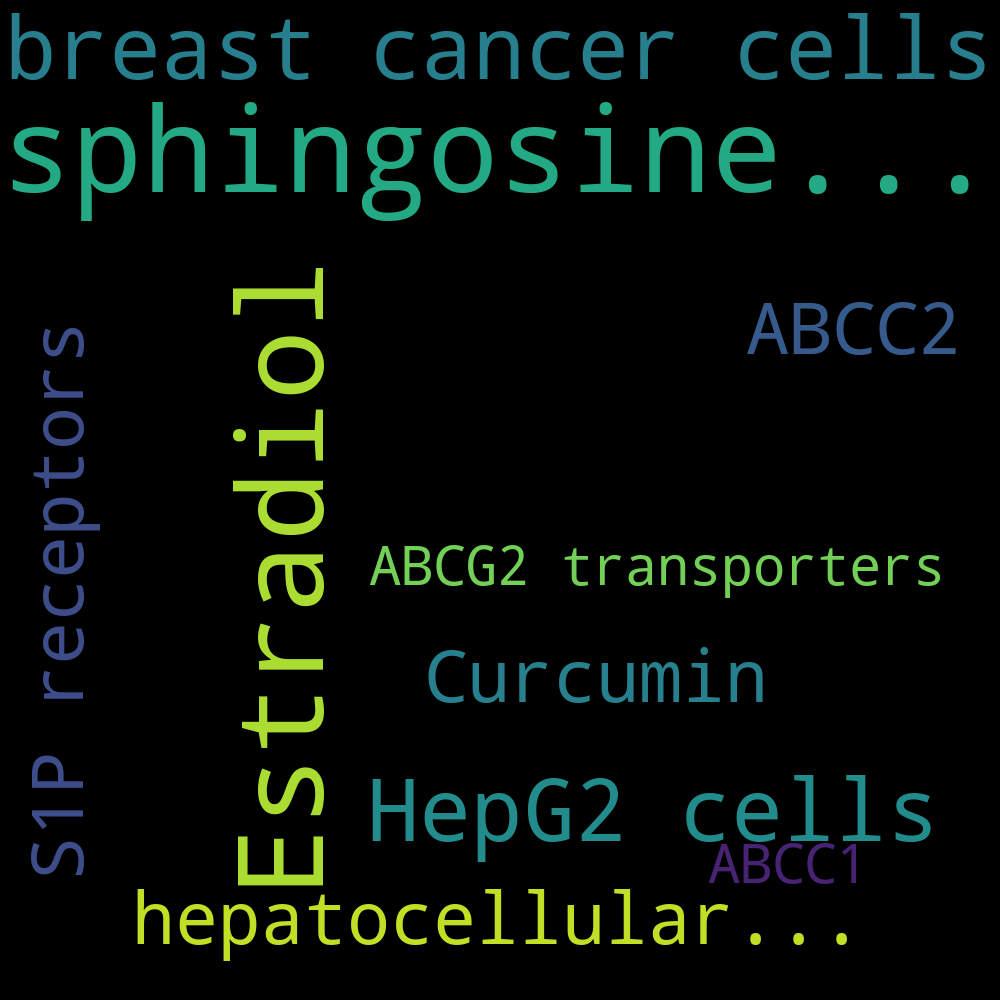 breast cancer cells
sphingosine...
Estradiol
ABCC2
S1P receptors
ABCG2 transporters
Curcumin
HepG2 cells
ABCC1
hepatocellular...